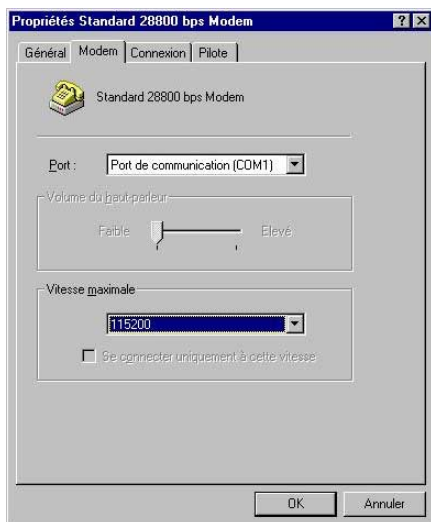 Propriétés Standard 28800 bps Modem
Général Modem Connexion Pilote
Standard 28800 bps Modem
Port : Port de communication (COM1)
Volume du haut-parleur
Faible Elevé
Vitesse maximale
115200
Se connecter uniquement à cette vitesse
OK Annuler